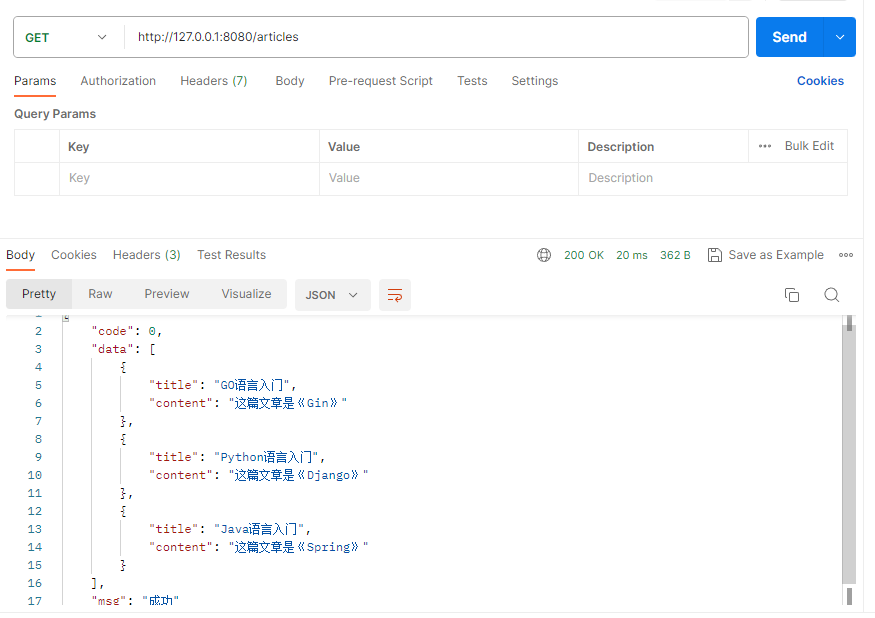 GET http://127.0.0.1:8080/articles Send
Params Authorization Headers (7) Body Pre-request Script Tests Settings Cookies
Query Params
Key Value Description Bulk Edit
Key Value Description
Body Cookies Headers (3) Test Results 200 OK 20 ms 362 B Save as Example
Pretty Raw Preview Visualize JSON
2 "code": 0,
3 "data": [
4 {
5 "title": "GO语言入门",
6 "content": "这篇文章是《Gin》"
7 },
8 {
9 "title": "Python语言入门",
10 "content": "这篇文章是《Django》"
11 },
12 {
13 "title": "Java语言入门",
14 "content": "这篇文章是《Spring》"
15 }
16 ],
17 "msg": "成功"